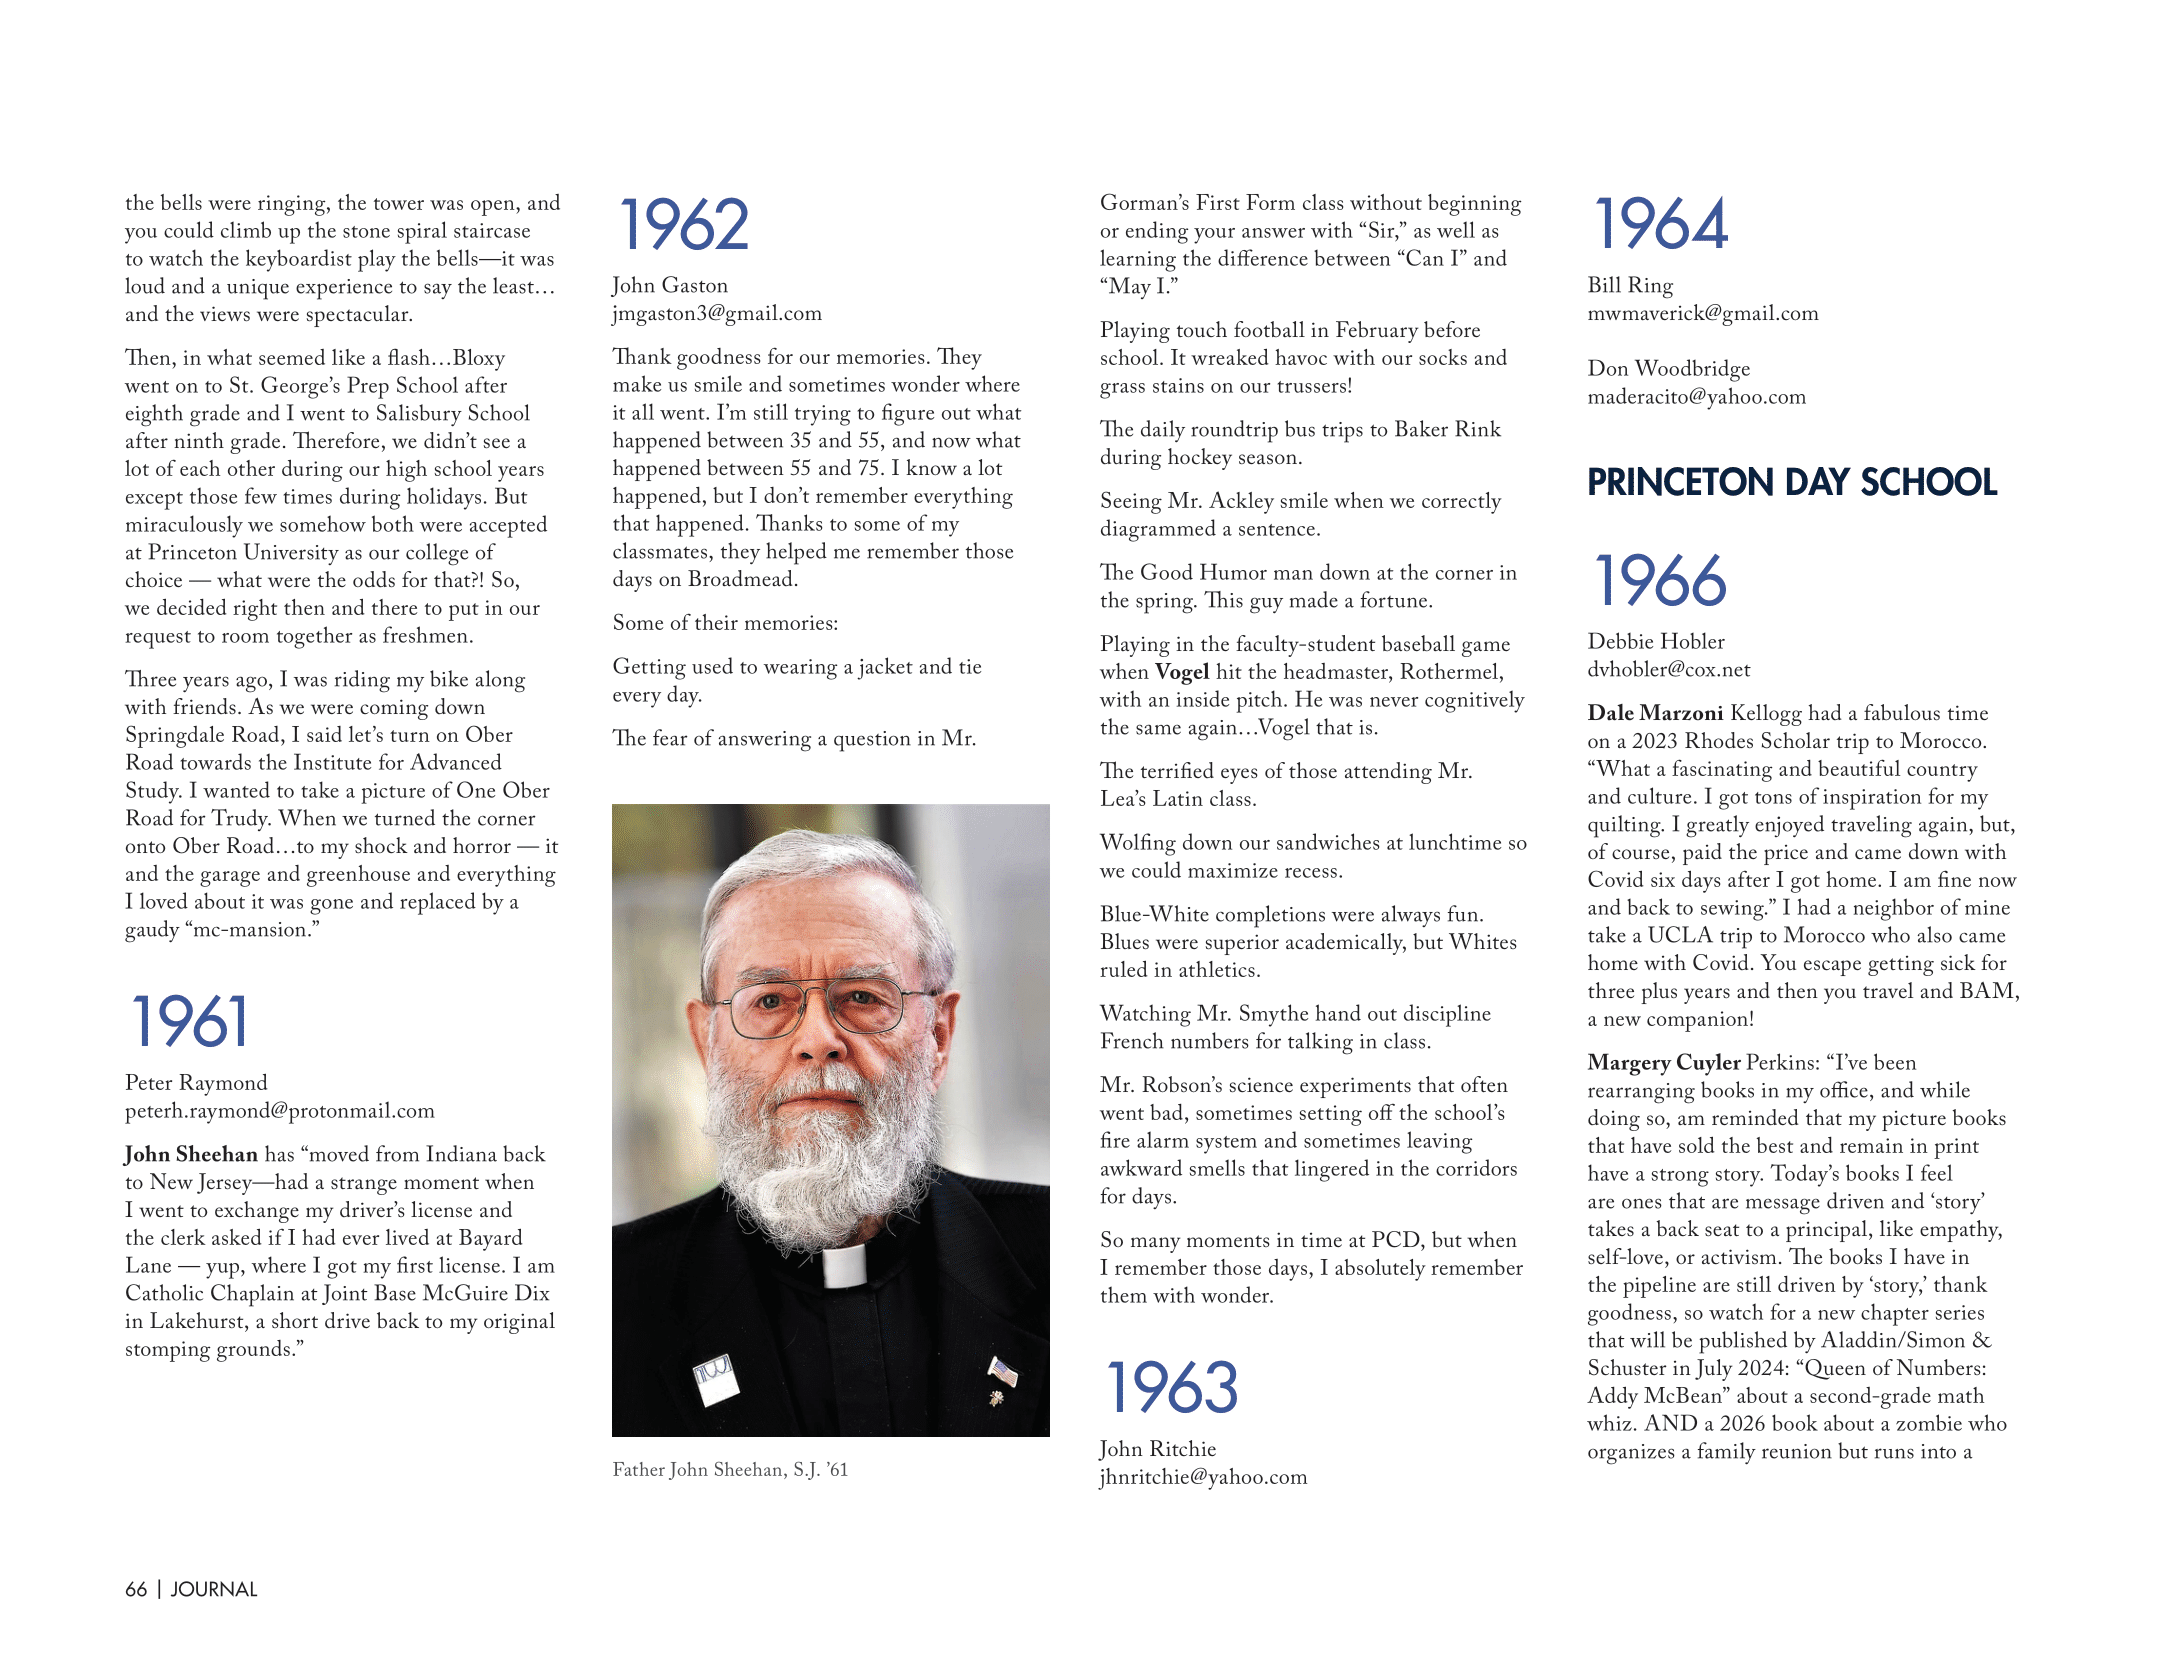 the bells were ringing, the tower was open, and
you could climb up the stone spiral staircase
to watch the keyboardist play the bells—it was
loud and a unique experience to say the least…
and the views were spectacular.
Then, in what seemed like a flash…Bloxy
went on to St. George’s Prep School after
eighth grade and I went to Salisbury School
after ninth grade. Therefore, we didn’t see a
lot of each other during our high school years
except those few times during holidays. But
miraculously we somehow both were accepted
at Princeton University as our college of
choice — what were the odds for that?! So,
we decided right then and there to put in our
request to room together as freshmen.
Three years ago, I was riding my bike along
with friends. As we were coming down
Springdale Road, I said let’s turn on Ober
Road towards the Institute for Advanced
Study. I wanted to take a picture of One Ober
Road for Trudy. When we turned the corner
onto Ober Road…to my shock and horror — it
and the garage and greenhouse and everything
I loved about it was gone and replaced by a
gaudy “mc-mansion.”
1961
Peter Raymond
peterh.raymond@protonmail.com
John Sheehan has “moved from Indiana back
to New Jersey—had a strange moment when
I went to exchange my driver’s license and
the clerk asked if I had ever lived at Bayard
Lane — yup, where I got my first license. I am
Catholic Chaplain at Joint Base McGuire Dix
in Lakehurst, a short drive back to my original
stomping grounds.”
1962
John Gaston
jmgaston3@gmail.com
Thank goodness for our memories. They
make us smile and sometimes wonder where
it all went. I’m still trying to figure out what
happened between 35 and 55, and now what
happened between 55 and 75. I know a lot
happened, but I don’t remember everything
that happened. Thanks to some of my
classmates, they helped me remember those
days on Broadmead.
Some of their memories:
Getting used to wearing a jacket and tie
every day.
The fear of answering a question in Mr.
Father John Sheehan, S.J. ’61
Gorman’s First Form class without beginning
or ending your answer with “Sir,” as well as
learning the difference between “Can I” and
“May I.”
Playing touch football in February before
school. It wreaked havoc with our socks and
grass stains on our trussers!
The daily roundtrip bus trips to Baker Rink
during hockey season.
Seeing Mr. Ackley smile when we correctly
diagrammed a sentence.
The Good Humor man down at the corner in
the spring. This guy made a fortune.
Playing in the faculty-student baseball game
when Vogel hit the headmaster, Rothermel,
with an inside pitch. He was never cognitively
the same again…Vogel that is.
The terrified eyes of those attending Mr.
Lea’s Latin class.
Wolfing down our sandwiches at lunchtime so
we could maximize recess.
Blue-White completions were always fun.
Blues were superior academically, but Whites
ruled in athletics.
Watching Mr. Smythe hand out discipline
French numbers for talking in class.
Mr. Robson’s science experiments that often
went bad, sometimes setting off the school’s
fire alarm system and sometimes leaving
awkward smells that lingered in the corridors
for days.
So many moments in time at PCD, but when
I remember those days, I absolutely remember
them with wonder.
1963
John Ritchie
jhnritchie@yahoo.com
1964
Bill Ring
mwmaverick@gmail.com
Don Woodbridge
maderacito@yahoo.com
PRINCETON DAY SCHOOL
1966
Debbie Hobler
dvhobler@cox.net
Dale Marzoni Kellogg had a fabulous time
on a 2023 Rhodes Scholar trip to Morocco.
“What a fascinating and beautiful country
and culture. I got tons of inspiration for my
quilting. I greatly enjoyed traveling again, but,
of course, paid the price and came down with
Covid six days after I got home. I am fine now
and back to sewing.” I had a neighbor of mine
take a UCLA trip to Morocco who also came
home with Covid. You escape getting sick for
three plus years and then you travel and BAM,
a new companion!
Margery Cuyler Perkins: “I’ve been
rearranging books in my office, and while
doing so, am reminded that my picture books
that have sold the best and remain in print
have a strong story. Today’s books I feel
are ones that are message driven and ‘story’
takes a back seat to a principal, like empathy,
self-love, or activism. The books I have in
the pipeline are still driven by ‘story,’ thank
goodness, so watch for a new chapter series
that will be published by Aladdin/Simon &
Schuster in July 2024: “Queen of Numbers:
Addy McBean” about a second-grade math
whiz. AND a 2026 book about a zombie who
organizes a family reunion but runs into a
66 | JOURNAL